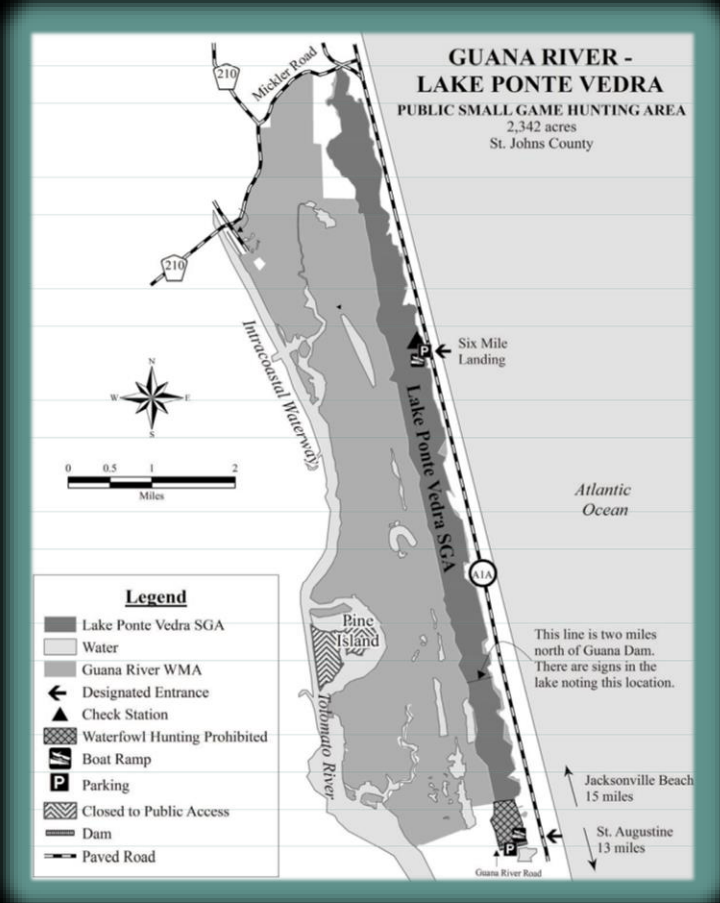 GUANA RIVER -
LAKE PONTE VEDRA
PUBLIC SMALL GAME HUNTING AREA
2,342 acres
St. Johns County
210
Mickler Road
210
Intracoastal Waterway
P
Six Mile
Landing
N
W
E
S
0 0.5 1 2
Miles
Lake Ponte Vedra SGA
Atlantic
Ocean
A1A
Pine
Island
Tolomato River
This line is two miles
north of Guana Dam.
There are signs in the
lake noting this location.
Jacksonville Beach
15 miles
St. Augustine
13 miles
P
Guana River Road
Legend
Lake Ponte Vedra SGA
Water
Guana River WMA
Designated Entrance
Check Station
Waterfowl Hunting Prohibited
Boat Ramp
P
Parking
Closed to Public Access
Dam
Paved Road